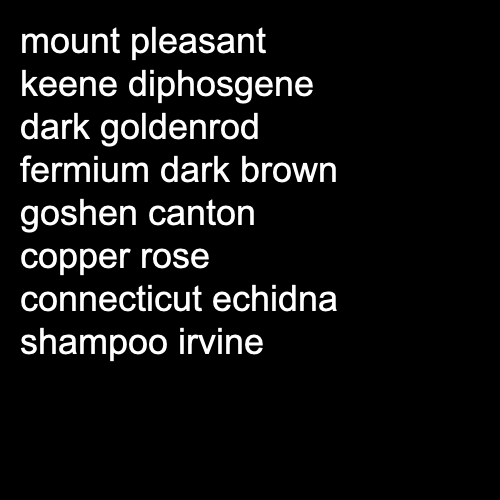 mount pleasant
keene diphosgene
dark goldenrod
fermium dark brown
goshen canton
copper rose
connecticut echidna
shampoo irvine